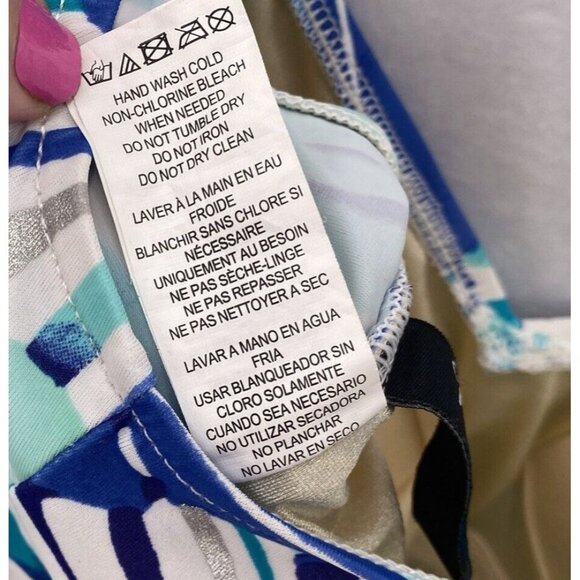 HAND WASH COLD
NON-CHLORINE BLEACH
WHEN NEEDED
DO NOT TUMBLE DRY
DO NOT IRON
DO NOT DRY CLEAN
LAVER À LA MAIN EN EAU
FROIDE
BLANCHIR SANS CHLORE SI
NÉCESSAIRE
UNIQUEMENT AU BESOIN
NE PAS SÈCHE-LINGE
NE PAS REPASSER
NE PAS NETTOYER A SEC
LAVAR A MANO EN AGUA
FRIA
USAR BLANQUEADOR SIN
CLORO SOLAMENTE
CUANDO SEA NECESARIO
NO UTILIZAR SECADORA
NO PLANCHAR
NO LAVAR EN SECO